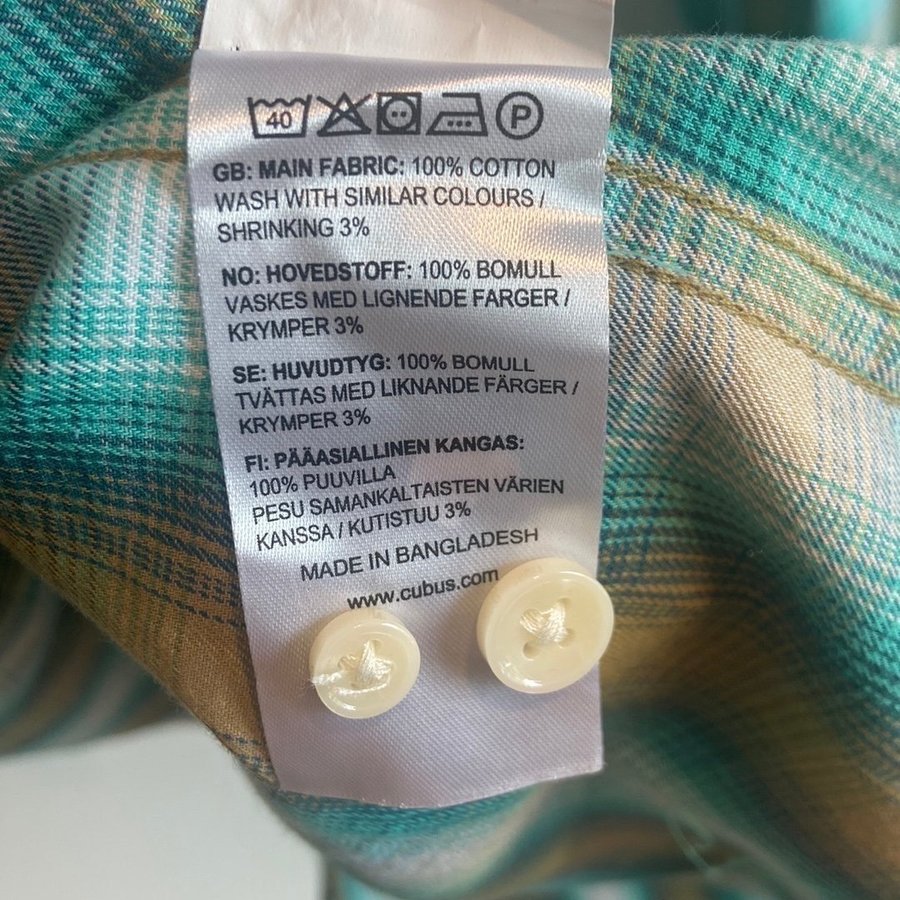 40 P
GB: MAIN FABRIC: 100% COTTON
WASH WITH SIMILAR COLOURS /
SHRINKING 3%
NO: HOVEDSTOFF: 100% BOMULL
VASKES MED LIGNENDE FARGER /
KRYMPER 3%
SE: HUVUDTYG: 100% BOMULL
TVÄTTAS MED LIKNANDE FÄRGER /
KRYMPER 3%
FI: PÄÄASIALLINEN KANGAS:
100% PUUVILLA
PESU SAMANKALTAISTEN VÄRIEN
KANSSA / KUTISTUU 3%
MADE IN BANGLADESH
www.cubus.com